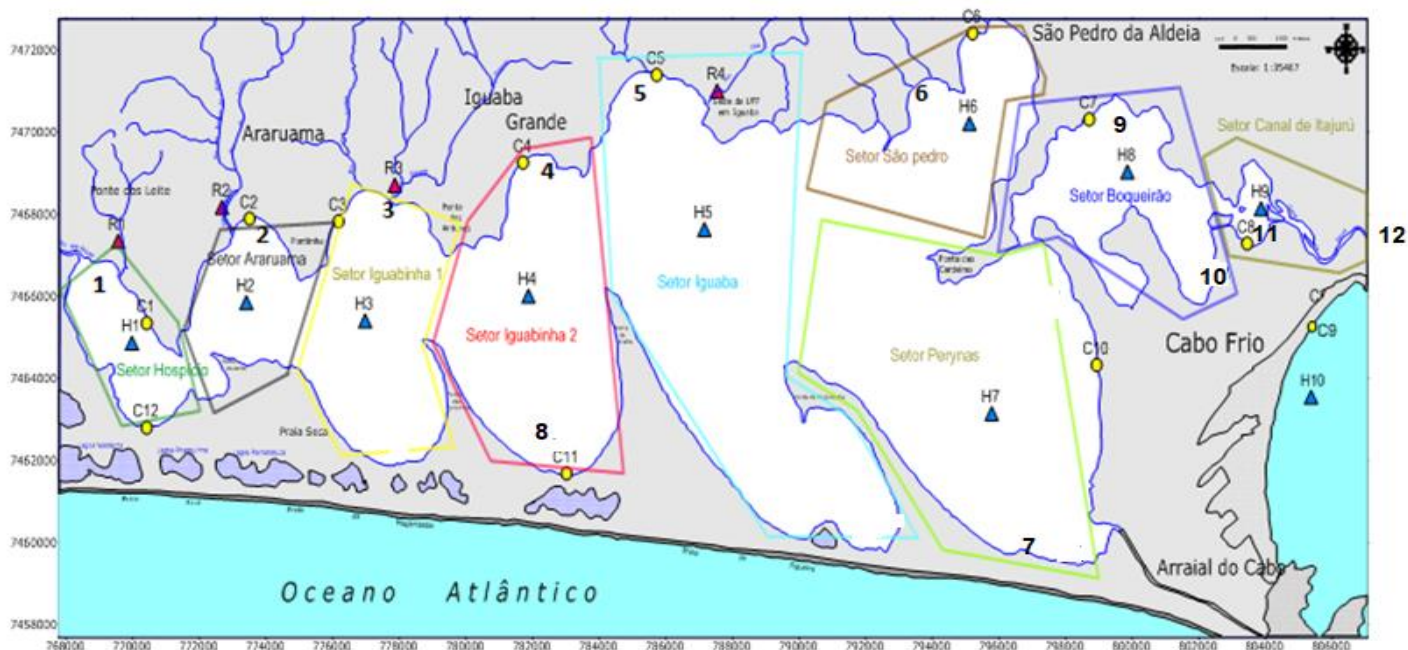 7472000
7470000
7468000
7466000
7464000
7462000
7460000
7458000
C6
São Pedro da Aldeia
Escala: 1:35467
C5
R4
5
6
H6
C7
9
Iguaba
Grande
Araruama
C4
4
Setor São pedro
Setor Canal de Itajurú
Ponte dos Leite
R3
3
H8
R2
C2
2
C3
Setor Boqueirão
H9
C8
11
12
R1
Setor Araruama
H5
Setor Iguabinha 1
1
H2
H4
Setor Iguaba
10
C1
H1
H3
C9
Setor Iguabinha 2
Setor Perynas
Cabo Frio
Setor Hospício
C10
C12
H7
H10
Praia Seca
8
C11
7
Arraial do Cabo
Oceano Atlântico
768000
770000
772000
774000
776000
778000
780000
782000
784000
786000
788000
790000
792000
794000
796000
798000
800000
802000
804000
806000